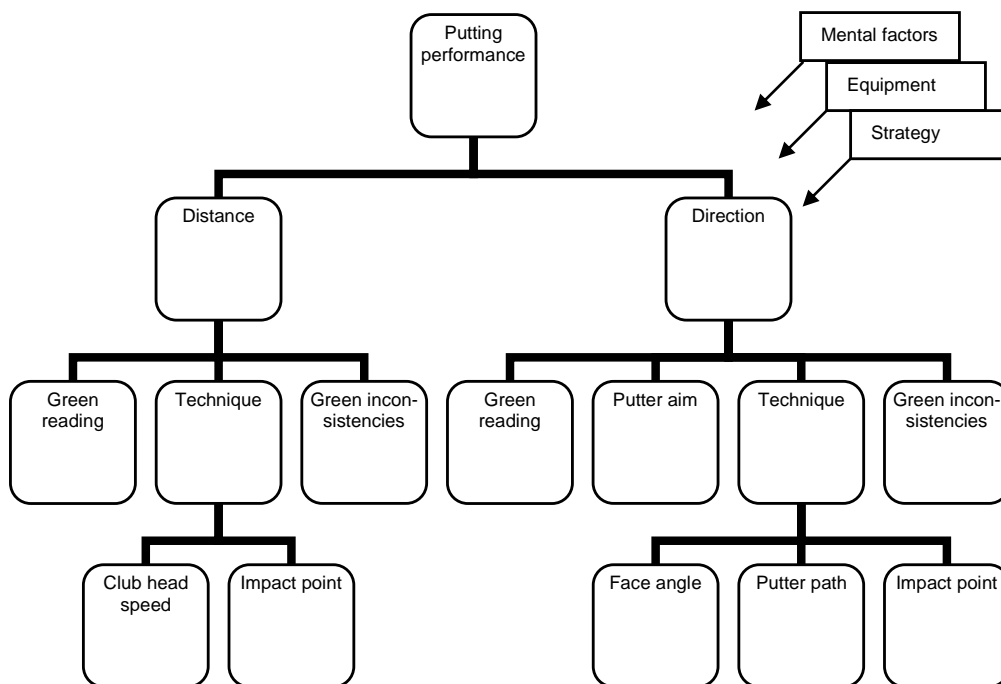 Putting
performance
Mental factors
Equipment
Strategy
Distance
Direction
Green
reading
Technique
Green incon-
sistencies
Green
reading
Putter aim
Technique
Green incon-
sistencies
Club head
speed
Impact point
Face angle
Putter path
Impact point